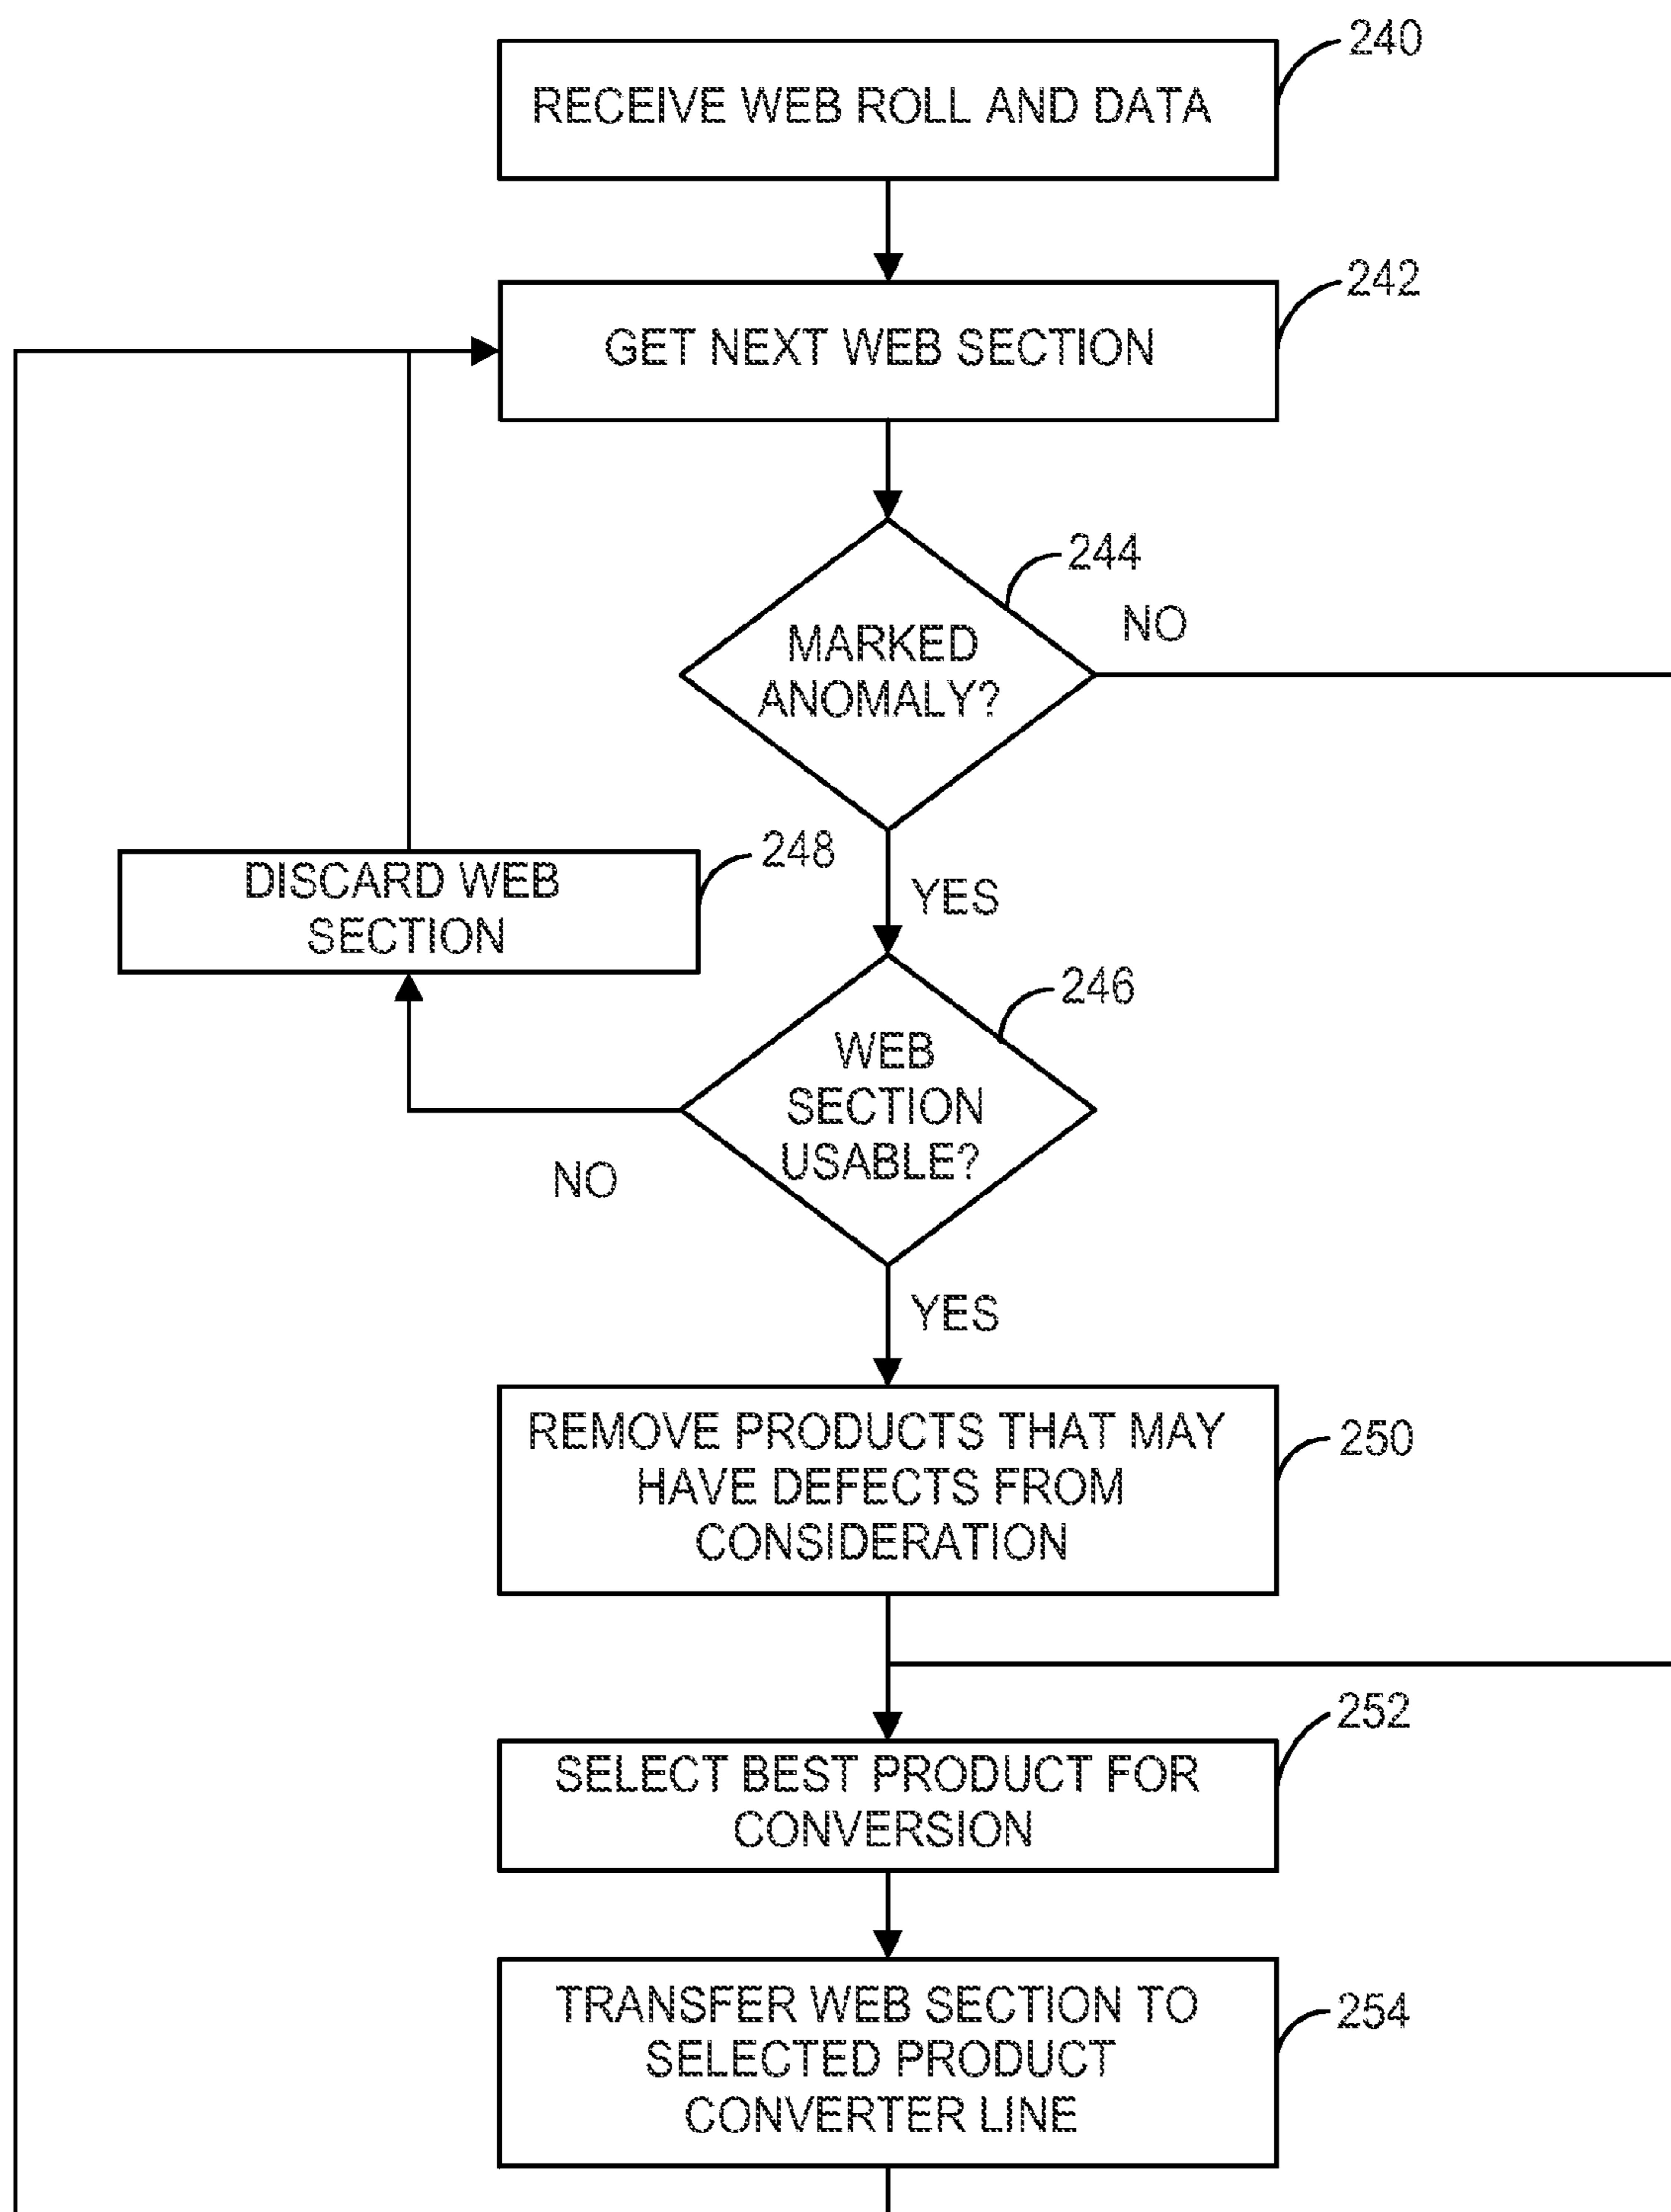 240
RECEIVE WEB ROLL AND DATA
242
GET NEXT WEB SECTION
244
NO
MARKED
ANOMALY?
248
DISCARD WEB
SECTION
YES
246
WEB
SECTION
USABLE?
NO
YES
250
REMOVE PRODUCTS THAT MAY
HAVE DEFECTS FROM
CONSIDERATION
252
SELECT BEST PRODUCT FOR
CONVERSION
254
TRANSFER WEB SECTION TO
SELECTED PRODUCT
CONVERTER LINE